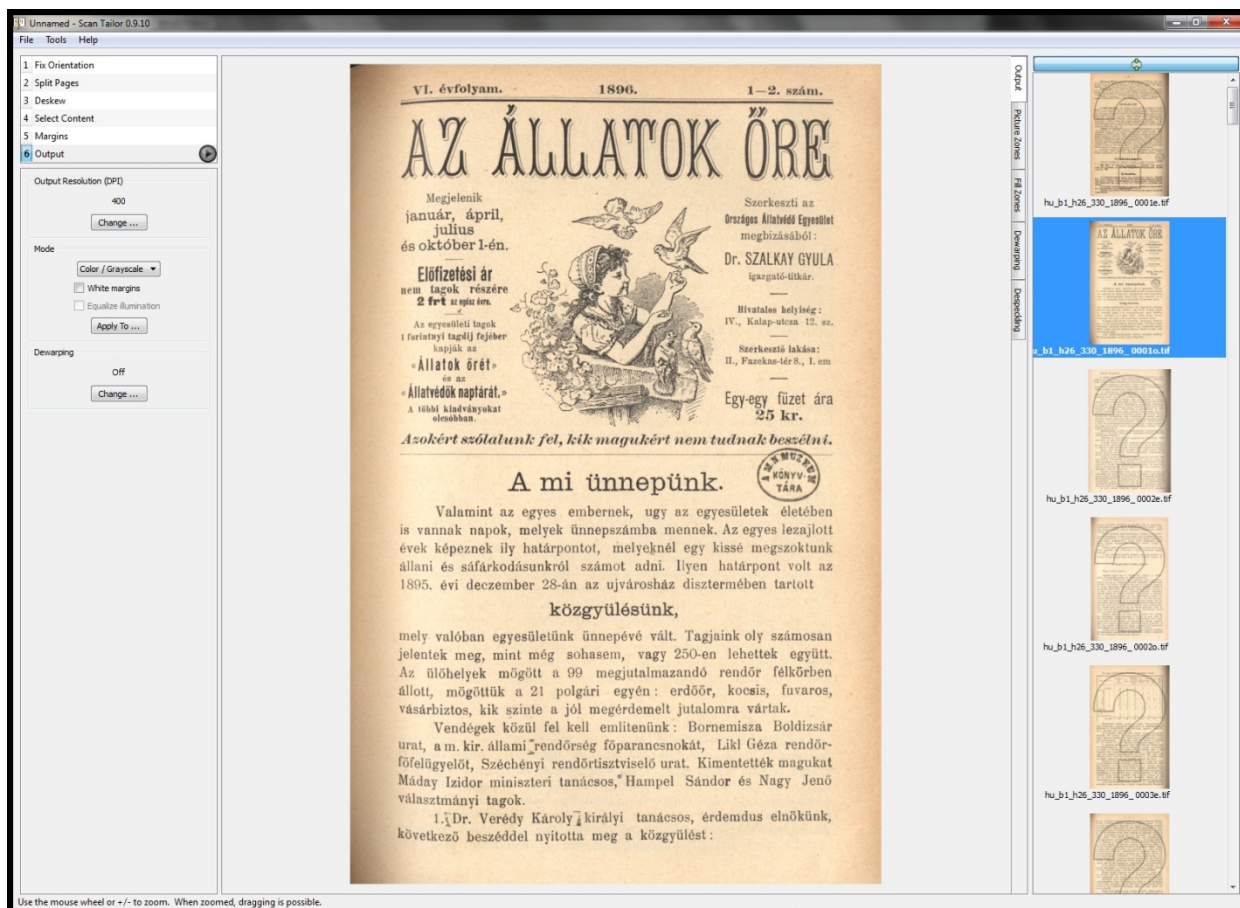 Unnamed - Scan Tailor 0.9.10
File Tools Help
1 Fix Orientation
2 Split Pages
3 Deskew
4 Select Content
5 Margins
6 Output
Output Resolution (DPI)
400
Change ...
Mode
Color / Grayscale
White margins
Equalize illumination
Apply To ...
Dewarping
Off
Change ...
VI. évfolyam. 1896. 1—2. szám.
AZ ÁLLATOK ŐRE
Megjelenik
január, ápril,
julius
és október 1-én.
Előfizetési ár
nem tagok részére
2 frt az egész évre.
Az egyesületi tagok
1 forintnyi tagdij fejéber
kapják az
«Állatok őrét»
és az
«Állatvédők naptárát.»
A többi kiadványokat
olcsóbban.
Szerkeszti az
Országos Állatvédő Egyesület
megbizásából:
Dr. SZALKAY GYULA
igazgató-titkár.
Hivatalos helyiség:
IV., Kalap-utcza 12. sz.
Szerkesztő lakása:
II., Fazekas-tér 8., I. em
Egy-egy füzet ára
25 kr.
Azokért szólalunk fel, kik magukért nem tudnak beszélni.
A mi ünnepünk.
MUZEUM
KÖNYV-
TÁRA
Valamint az egyes embernek, ugy az egyesületek életében
is vannak napok, melyek ünnepszámba mennek. Az egyes lezajlott
évek képeznek ily határpontot, melyeknél egy kissé megszoktunk
állani és sáfárkodásunkról számot adni. Ilyen határpont volt az
1895. évi deczember 28-án az ujvárosház disztermében tartott
közgyülésünk,
mely valóban egyesületünk ünnepévé vált. Tagjaink oly számosan
jelentek meg, mint még sohasem, vagy 250-en lehettek együtt.
Az ülőhelyek mögött a 99 megjutalmazandó rendőr félkörben
állott, mögöttük a 21 polgári egyén: erdőőr, kocsis, fuvaros,
vásárbiztos, kik szinte a jól megérdemelt jutalomra vártak.
Vendégek közül fel kell emlitenünk: Bornemisza Boldizsár
urat, a m. kir. állami rendőrség főparancsnokát, Likl Géza rendőr-
főfelügyelőt, Széchényi rendőrtisztviselő urat. Kimentették magukat
Máday Izidor miniszteri tanácsos, Hampel Sándor és Nagy Jenő
választmányi tagok.
1. Dr. Verédy Károly királyi tanácsos, érdemdus elnökünk,
következő beszéddel nyitotta meg a közgyülést:
Output
Picture Zones
Fill Zones
Dewarping
Despeckling
hu_b1_h26_330_1896_0001e.tif
AZ ÁLLATOK ŐRE
A mi ünnepünk.
u_b1_h26_330_1896_0001o.tif
hu_b1_h26_330_1896_0002e.tif
hu_b1_h26_330_1896_0002o.tif
hu_b1_h26_330_1896_0003e.tif
Use the mouse wheel or +/- to zoom. When zoomed, dragging is possible.